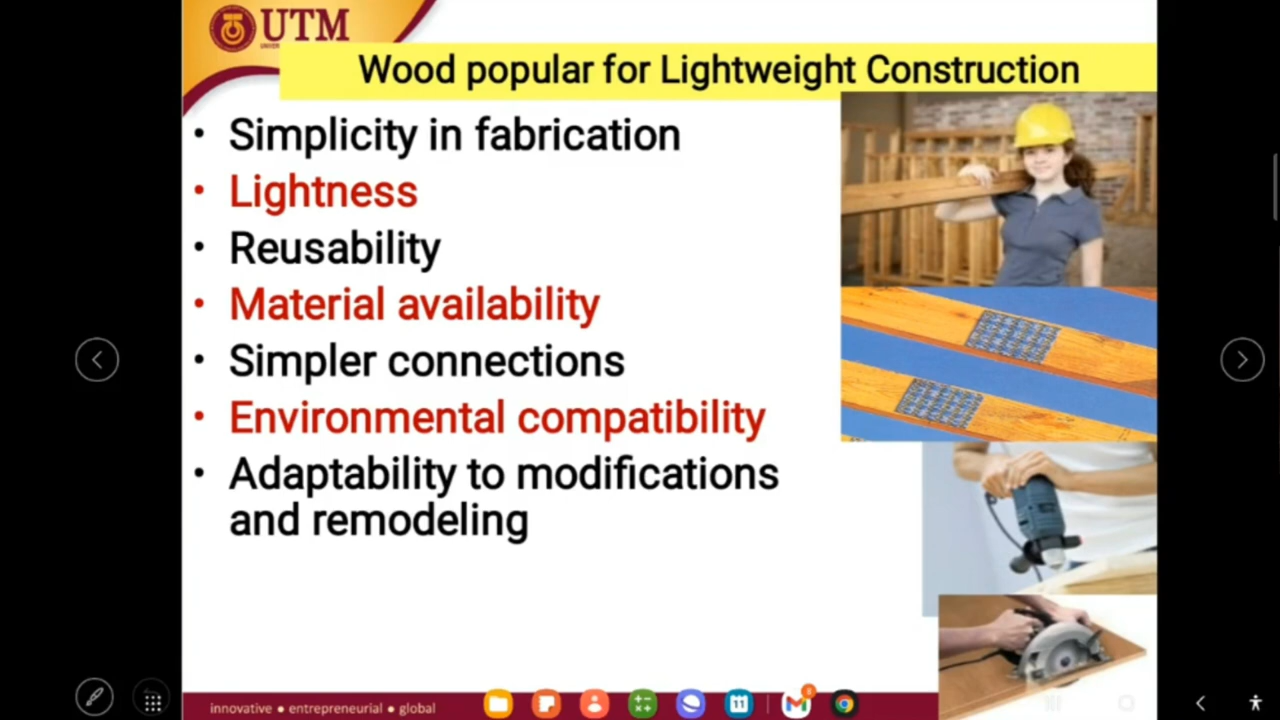 UTM
Wood popular for Lightweight Construction
• Simplicity in fabrication
• Lightness
• Reusability
• Material availability
• Simpler connections
• Environmental compatibility
• Adaptability to modifications
and remodeling
innovative ● entrepreneurial ● global
11